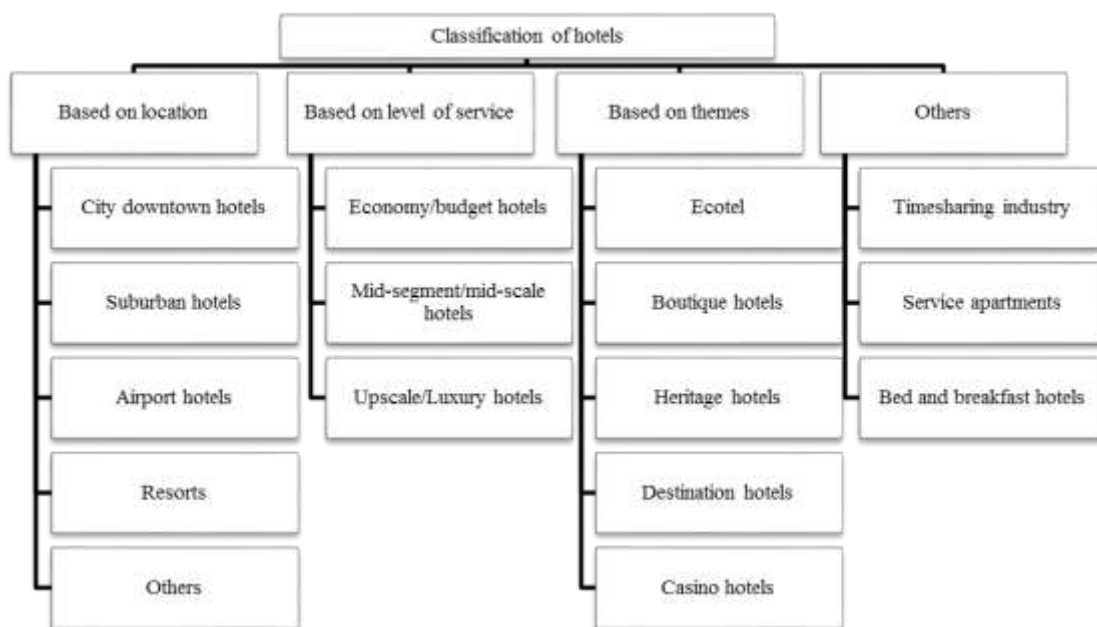 Classification of hotels
Based on location
Based on level of service
Based on themes
Others
City downtown hotels
Economy/budget hotels
Ecotel
Timesharing industry
Suburban hotels
Mid-segment/mid-scale
hotels
Boutique hotels
Service apartments
Airport hotels
Upscale/Luxury hotels
Heritage hotels
Bed and breakfast hotels
Resorts
Destination hotels
Others
Casino hotels